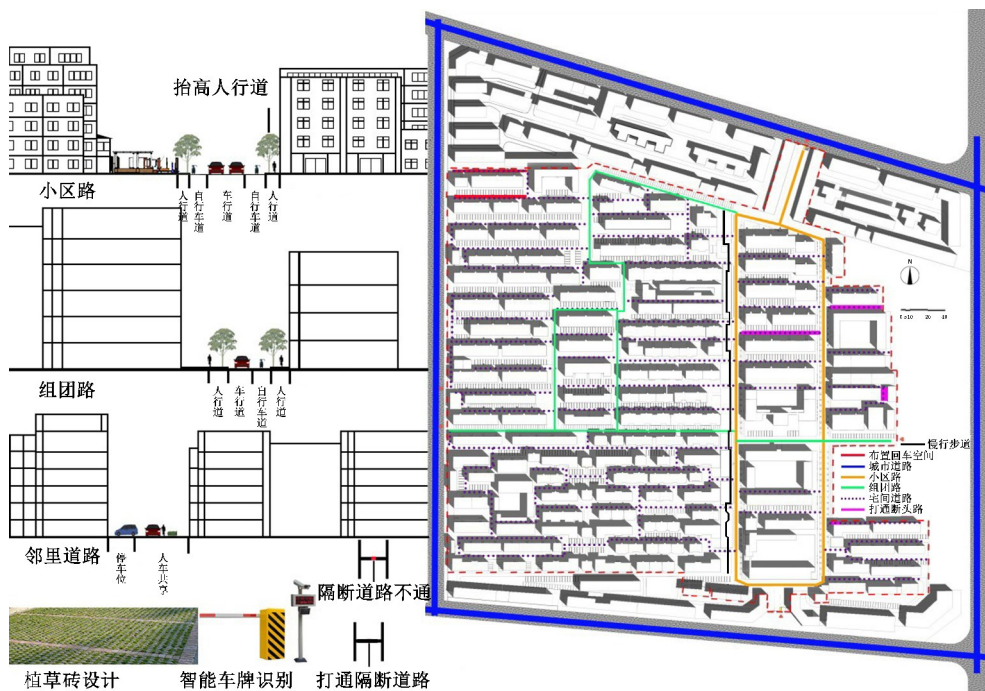 抬高人行道
小区路
人行道
自行车道
车行道
自行车道
人行道
组团路
人行道
车行道
自行车道
人行道
邻里道路
停车位
人车共享
隔断道路不通
植草砖设计
智能车牌识别
打通隔断道路
N
慢行步道
布置回车空间
城市道路
小区路
组团路
宅间道路
打通断头路